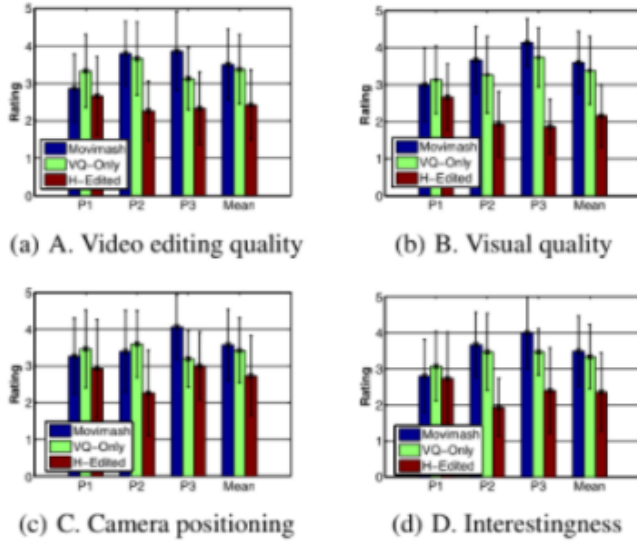 5
4
3
2
1
0
Rating
Movimash
VQ-Only
H-Edited
P1 P2 P3 Mean
(a) A. Video editing quality
5
4
3
2
1
0
Rating
Movimash
VQ-Only
H-Edited
P1 P2 P3 Mean
(b) B. Visual quality
5
4
3
2
1
0
Rating
Movimash
VQ-Only
H-Edited
P1 P2 P3 Mean
(c) C. Camera positioning
5
4
3
2
1
0
Rating
Movimash
VQ-Only
H-Edited
P1 P2 P3 Mean
(d) D. Interestingness